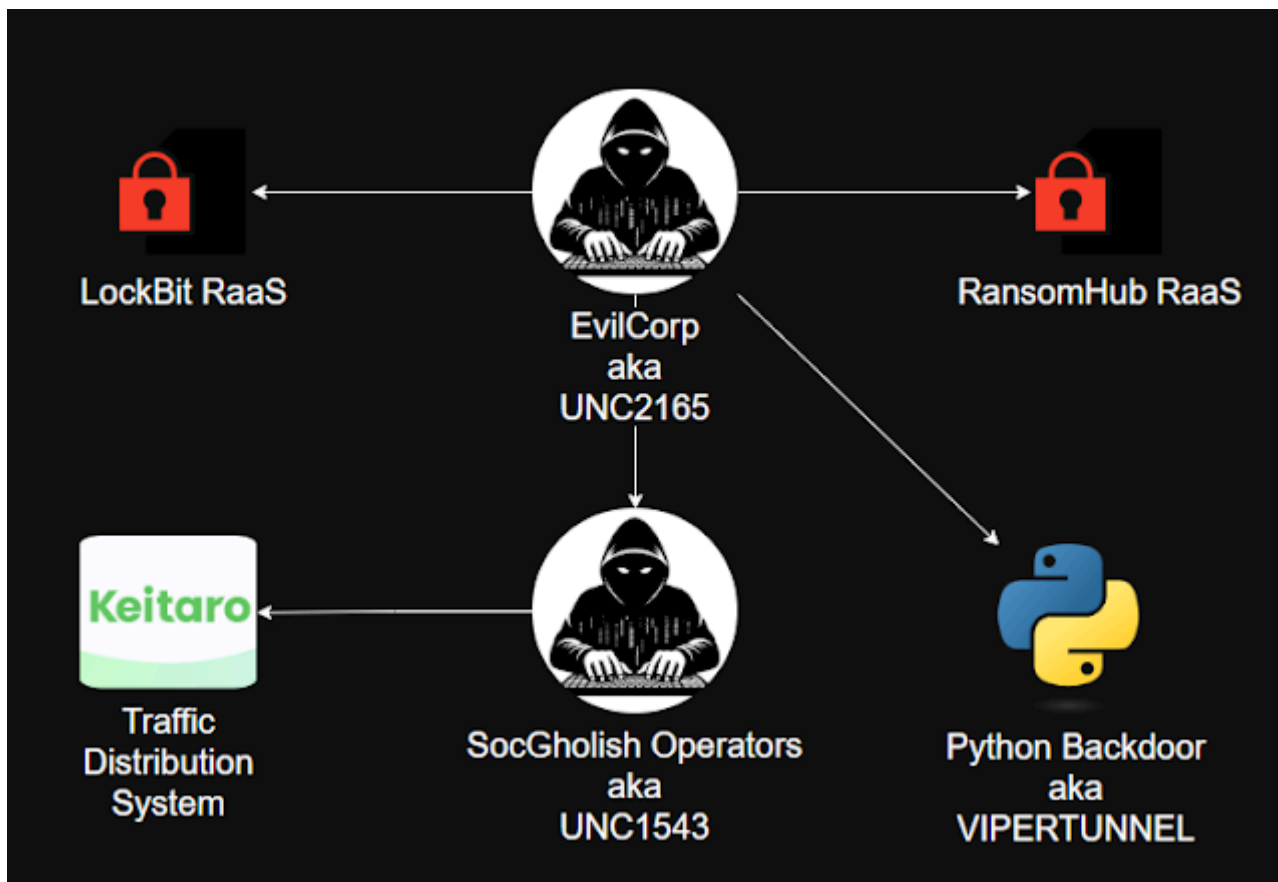 LockBit RaaS
EvilCorp
aka
UNC2165
RansomHub RaaS
Keitaro
Traffic
Distribution
System
SocGholish Operators
aka
UNC1543
Python Backdoor
aka
VIPERTUNNEL